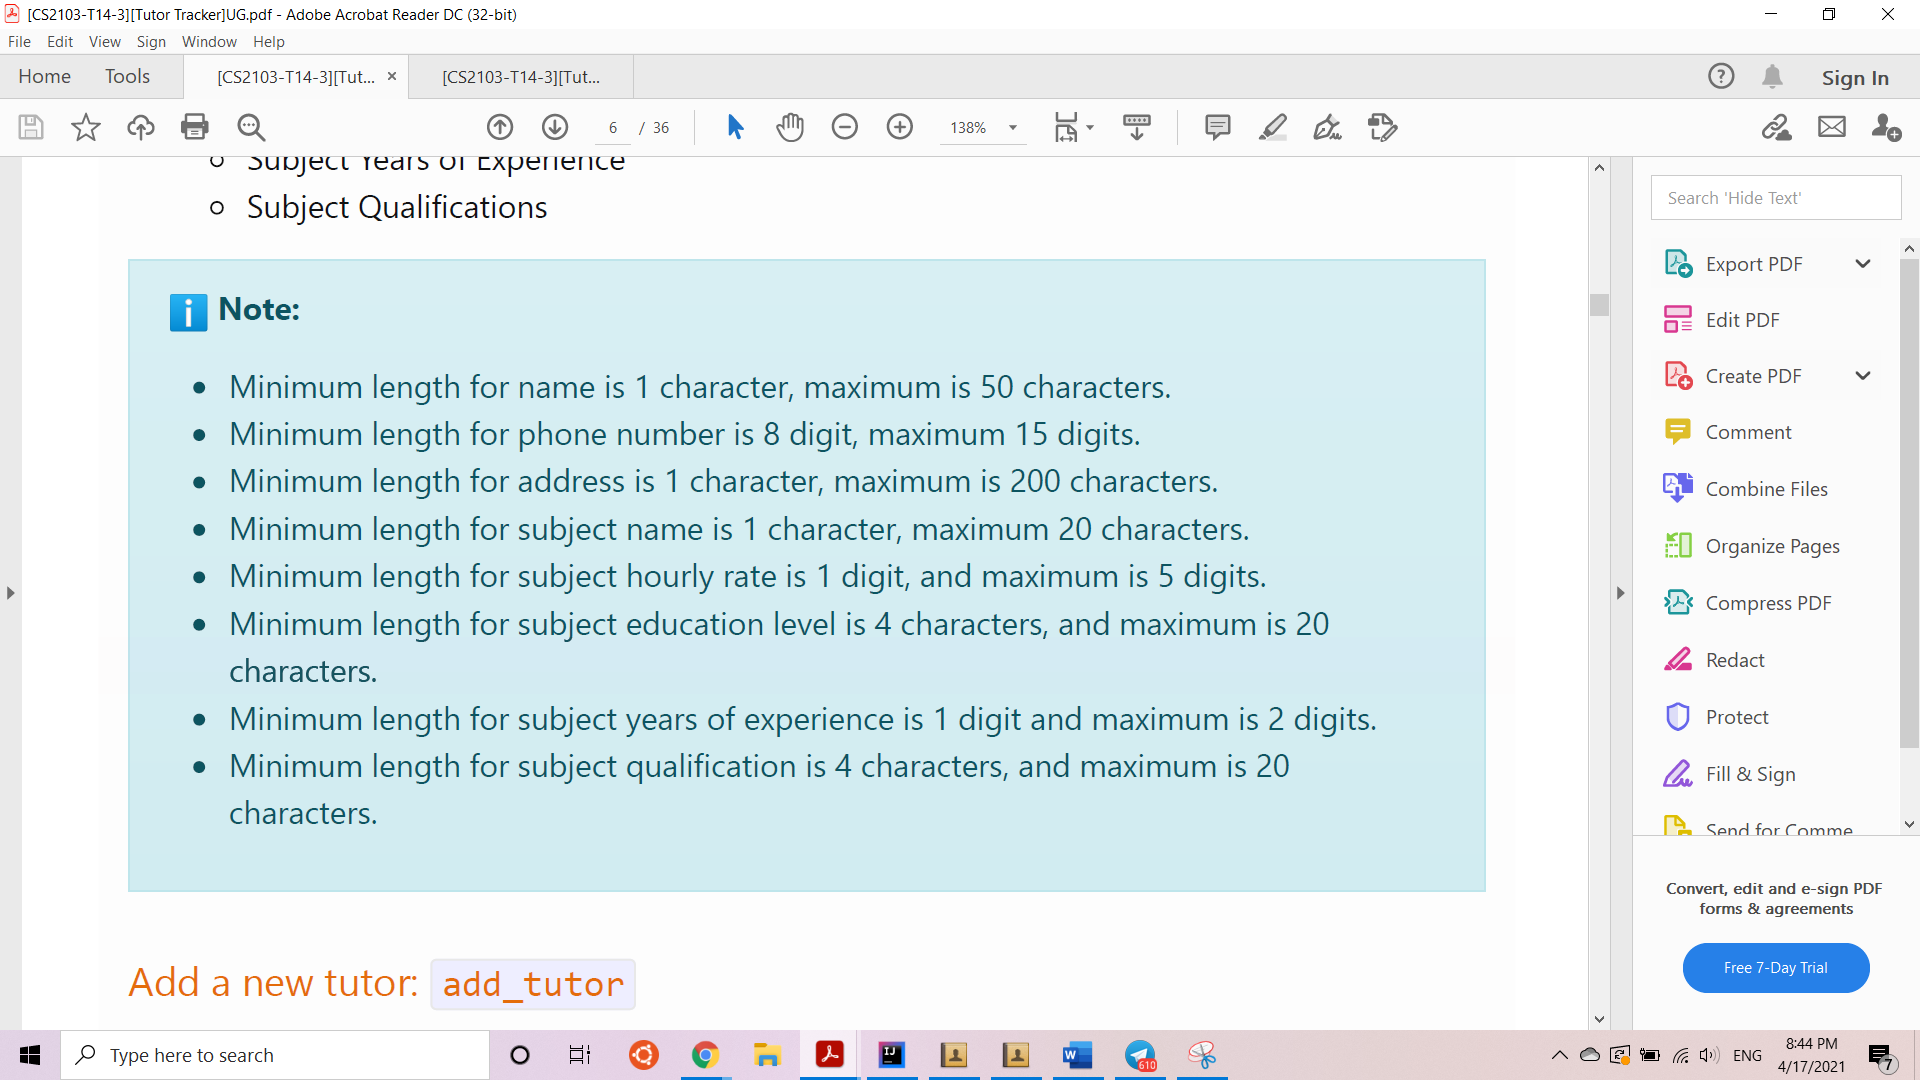 [CS2103-T14-3][Tutor Tracker]UG.pdf - Adobe Acrobat Reader DC (32-bit)
File Edit View Sign Window Help
Home Tools [CS2103-T14-3][Tut... × [CS2103-T14-3][Tut... Sign In
6 / 36 138%
Subject Years of Experience
Subject Qualifications
i Note:
Minimum length for name is 1 character, maximum is 50 characters.
Minimum length for phone number is 8 digit, maximum 15 digits.
Minimum length for address is 1 character, maximum is 200 characters.
Minimum length for subject name is 1 character, maximum 20 characters.
Minimum length for subject hourly rate is 1 digit, and maximum is 5 digits.
Minimum length for subject education level is 4 characters, and maximum is 20
characters.
Minimum length for subject years of experience is 1 digit and maximum is 2 digits.
Minimum length for subject qualification is 4 characters, and maximum is 20
characters.
Add a new tutor: add_tutor
Search 'Hide Text'
Export PDF
Edit PDF
Create PDF
Comment
Combine Files
Organize Pages
Compress PDF
Redact
Protect
Fill & Sign
Send for Comme
Convert, edit and e-sign PDF
forms & agreements
Free 7-Day Trial
Type here to search
IJ
W
610
ENG
8:44 PM
4/17/2021
7